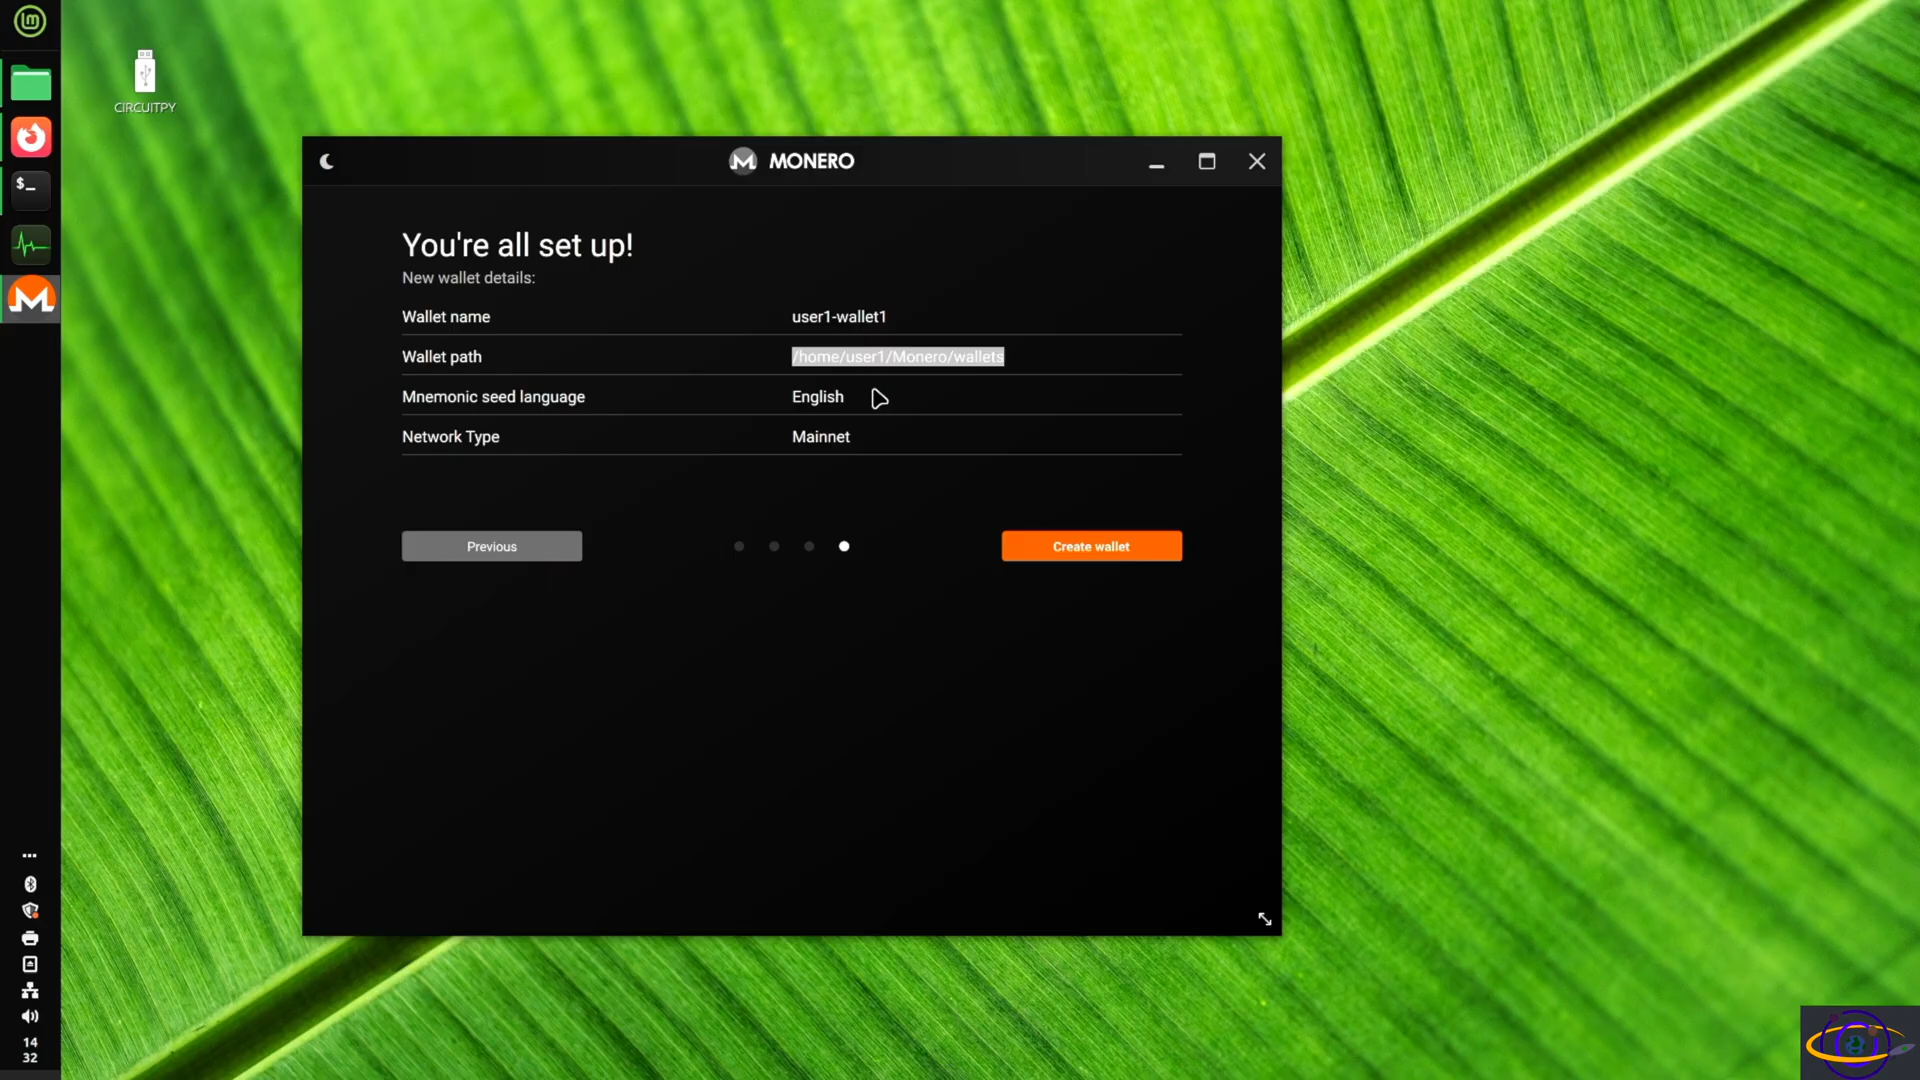 CIRCUITPY
MONERO
You're all set up!
New wallet details:
Wallet name user1-wallet1
Wallet path /home/user1/Monero/wallets
Mnemonic seed language English
Network Type Mainnet
Previous Create wallet
14
32